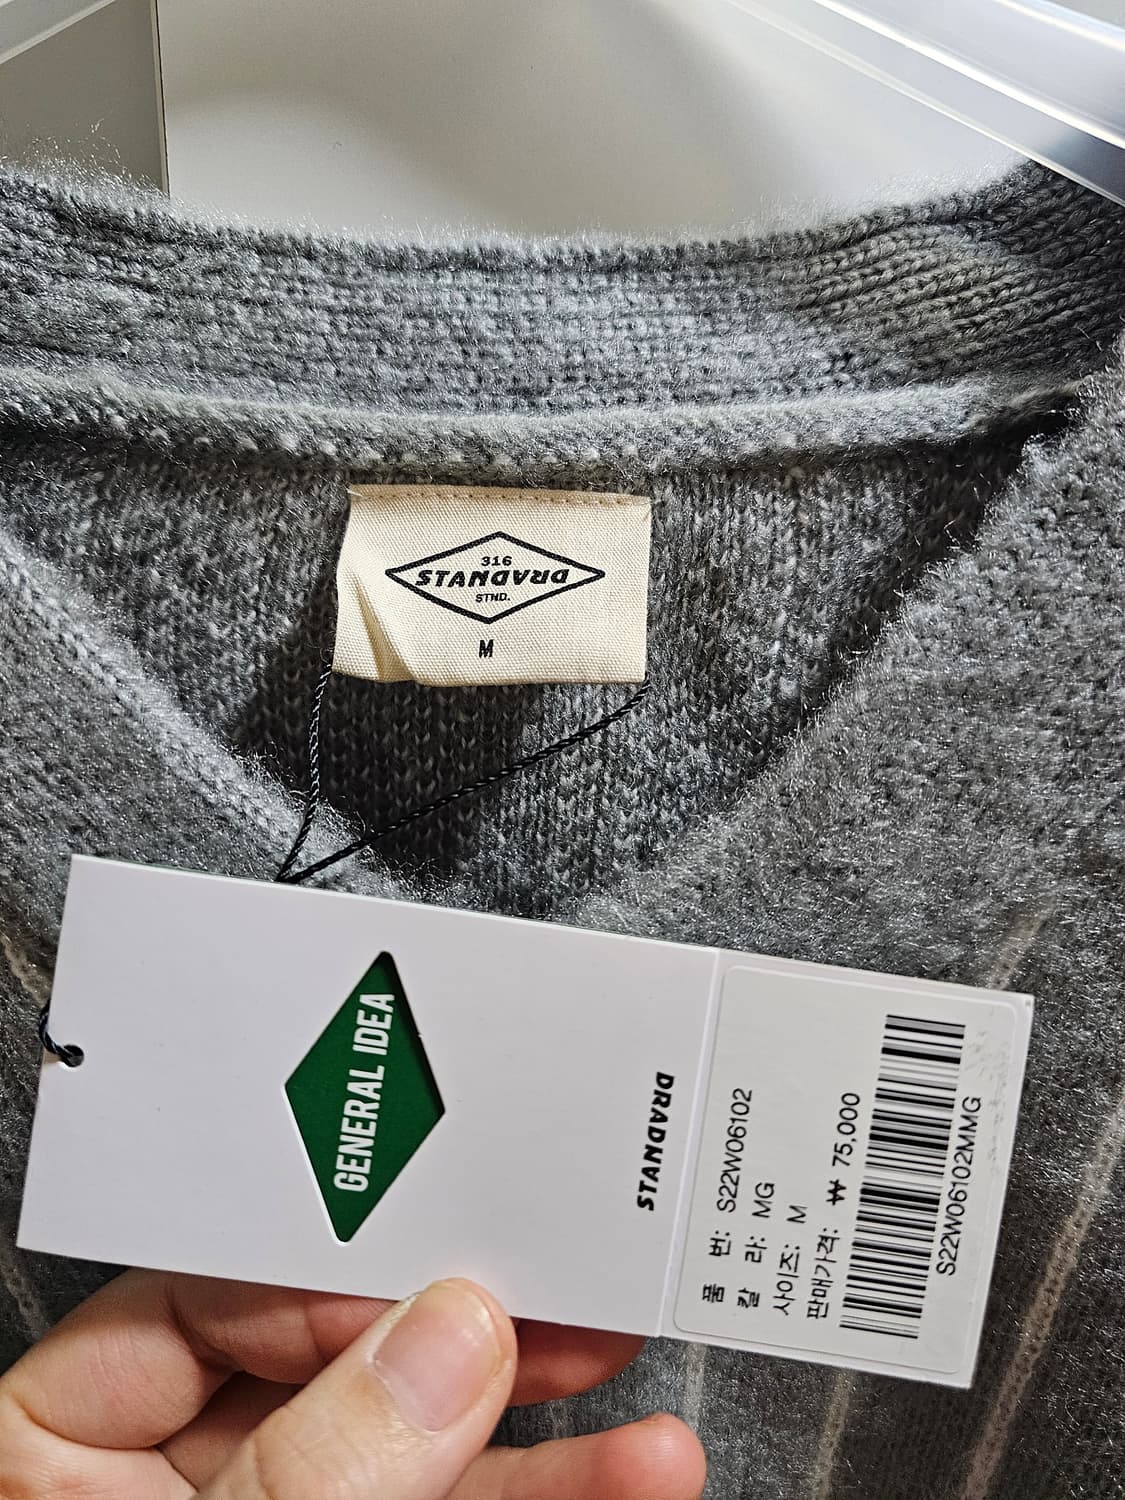 316
STANDARD
STND.
M
GENERAL IDEA
STANDARD
품 번: S22W06102
칼 라: MG
사이즈: M
판매가격: ₩ 75,000
S22W06102MMG